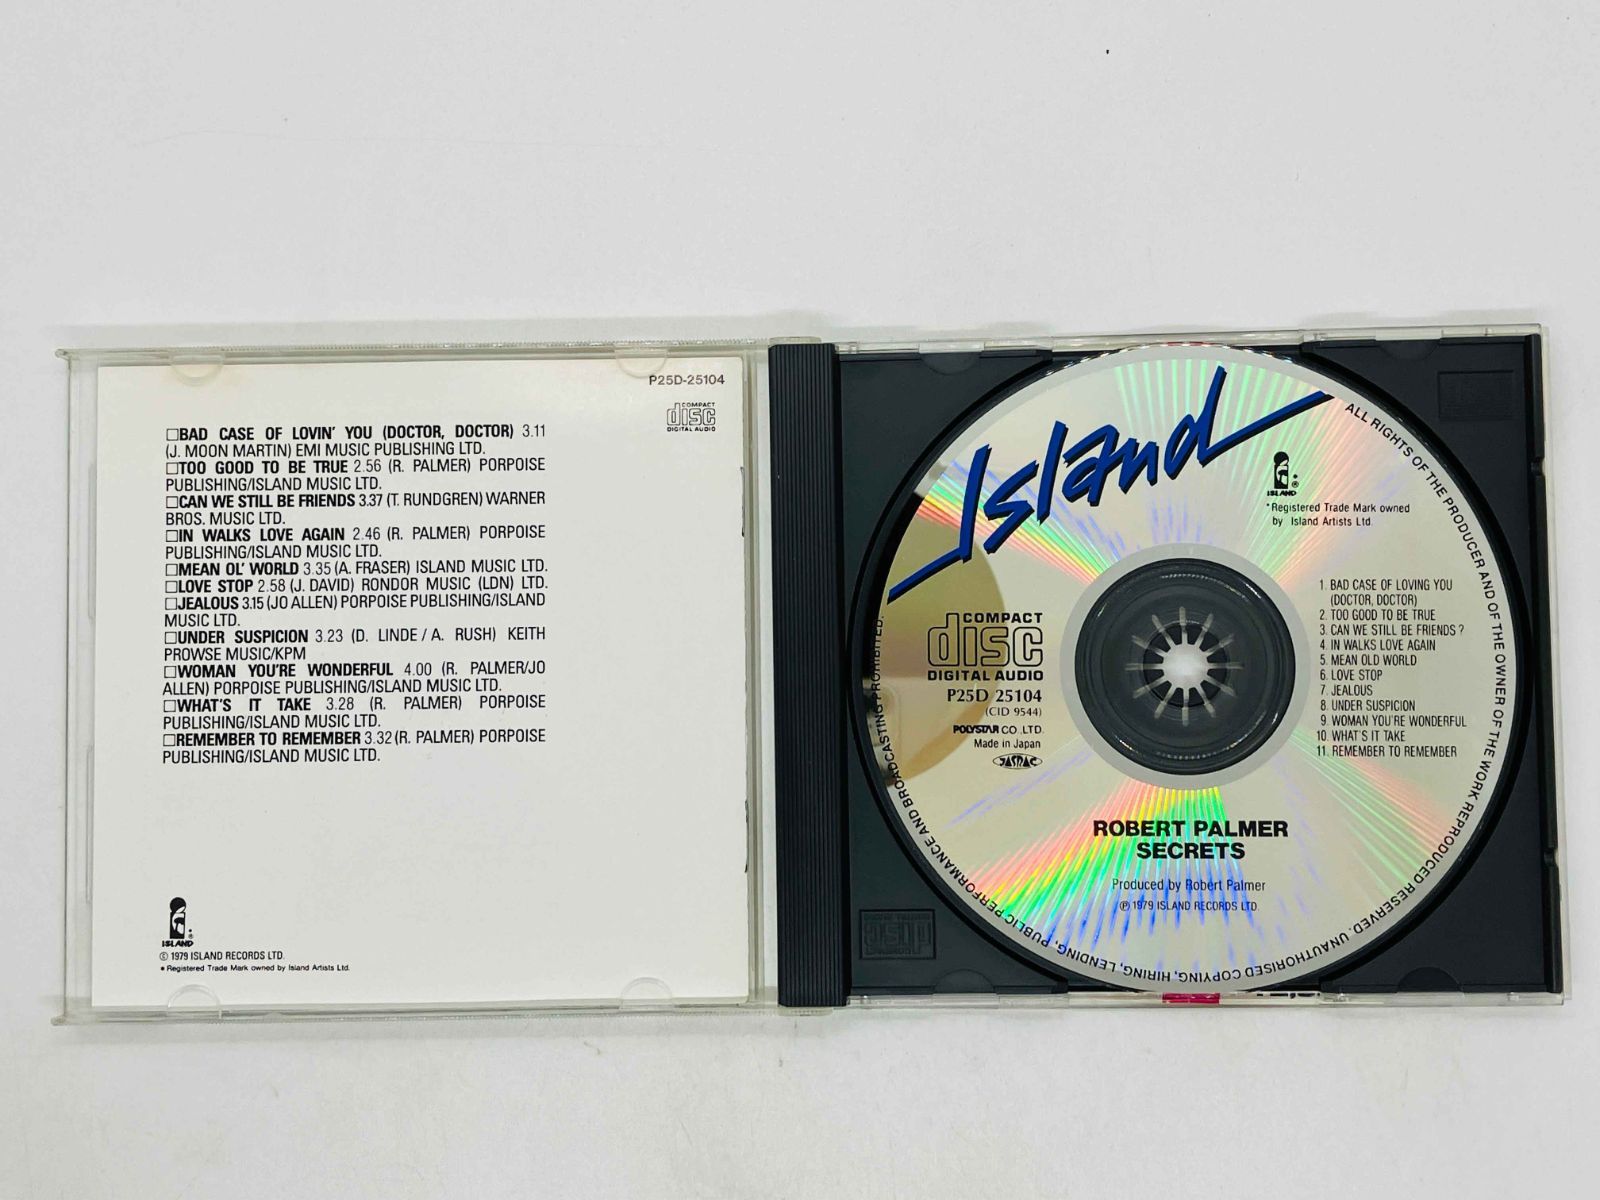 P25D-25104
COMPACT
disc
DIGITAL AUDIO
□BAD CASE OF LOVIN' YOU (DOCTOR, DOCTOR) 3.11
(J. MOON MARTIN) EMI MUSIC PUBLISHING LTD.
□TOO GOOD TO BE TRUE 2.56 (R. PALMER) PORPOISE
PUBLISHING/ISLAND MUSIC LTD.
□CAN WE STILL BE FRIENDS 3.37 (T. RUNDGREN) WARNER
BROS. MUSIC LTD.
□IN WALKS LOVE AGAIN 2.46 (R. PALMER) PORPOISE
PUBLISHING/ISLAND MUSIC LTD.
□MEAN OL' WORLD 3.35 (A. FRASER) ISLAND MUSIC LTD.
□LOVE STOP 2.58 (J. DAVID) RONDOR MUSIC (LDN) LTD.
□JEALOUS 3.15 (JO ALLEN) PORPOISE PUBLISHING/ISLAND
MUSIC LTD.
□UNDER SUSPICION 3.23 (D. LINDE / A. RUSH) KEITH
PROWSE MUSIC/KPM
□WOMAN YOU'RE WONDERFUL 4.00 (R. PALMER/JO
ALLEN) PORPOISE PUBLISHING/ISLAND MUSIC LTD.
□WHAT'S IT TAKE 3.28 (R. PALMER) PORPOISE
PUBLISHING/ISLAND MUSIC LTD.
□REMEMBER TO REMEMBER 3.32 (R. PALMER) PORPOISE
PUBLISHING/ISLAND MUSIC LTD.
ISLAND
© 1979 ISLAND RECORDS LTD.
* Registered Trade Mark owned by Island Artists Ltd.
Island
ISLAND
*Registered Trade Mark owned
by Island Artists Ltd.
COMPACT
disc
DIGITAL AUDIO
P25D 25104
(CID 9544)
POLYSTAR CO.,LTD.
Made in Japan
JASRAC
1. BAD CASE OF LOVING YOU
(DOCTOR, DOCTOR)
2. TOO GOOD TO BE TRUE
3. CAN WE STILL BE FRIENDS ?
4. IN WALKS LOVE AGAIN
5. MEAN OLD WORLD
6. LOVE STOP
7. JEALOUS
8. UNDER SUSPICION
9. WOMAN YOU'RE WONDERFUL
10. WHAT'S IT TAKE
11. REMEMBER TO REMEMBER
ROBERT PALMER
SECRETS
Produced by Robert Palmer
℗ 1979 ISLAND RECORDS LTD.
ALL RIGHTS OF THE PRODUCER AND OF THE OWNER OF THE WORK REPRODUCED RESERVED. UNAUTHORISED COPYING, HIRING, LENDING, PUBLIC PERFORMANCE AND BROADCASTING PROHIBITED.